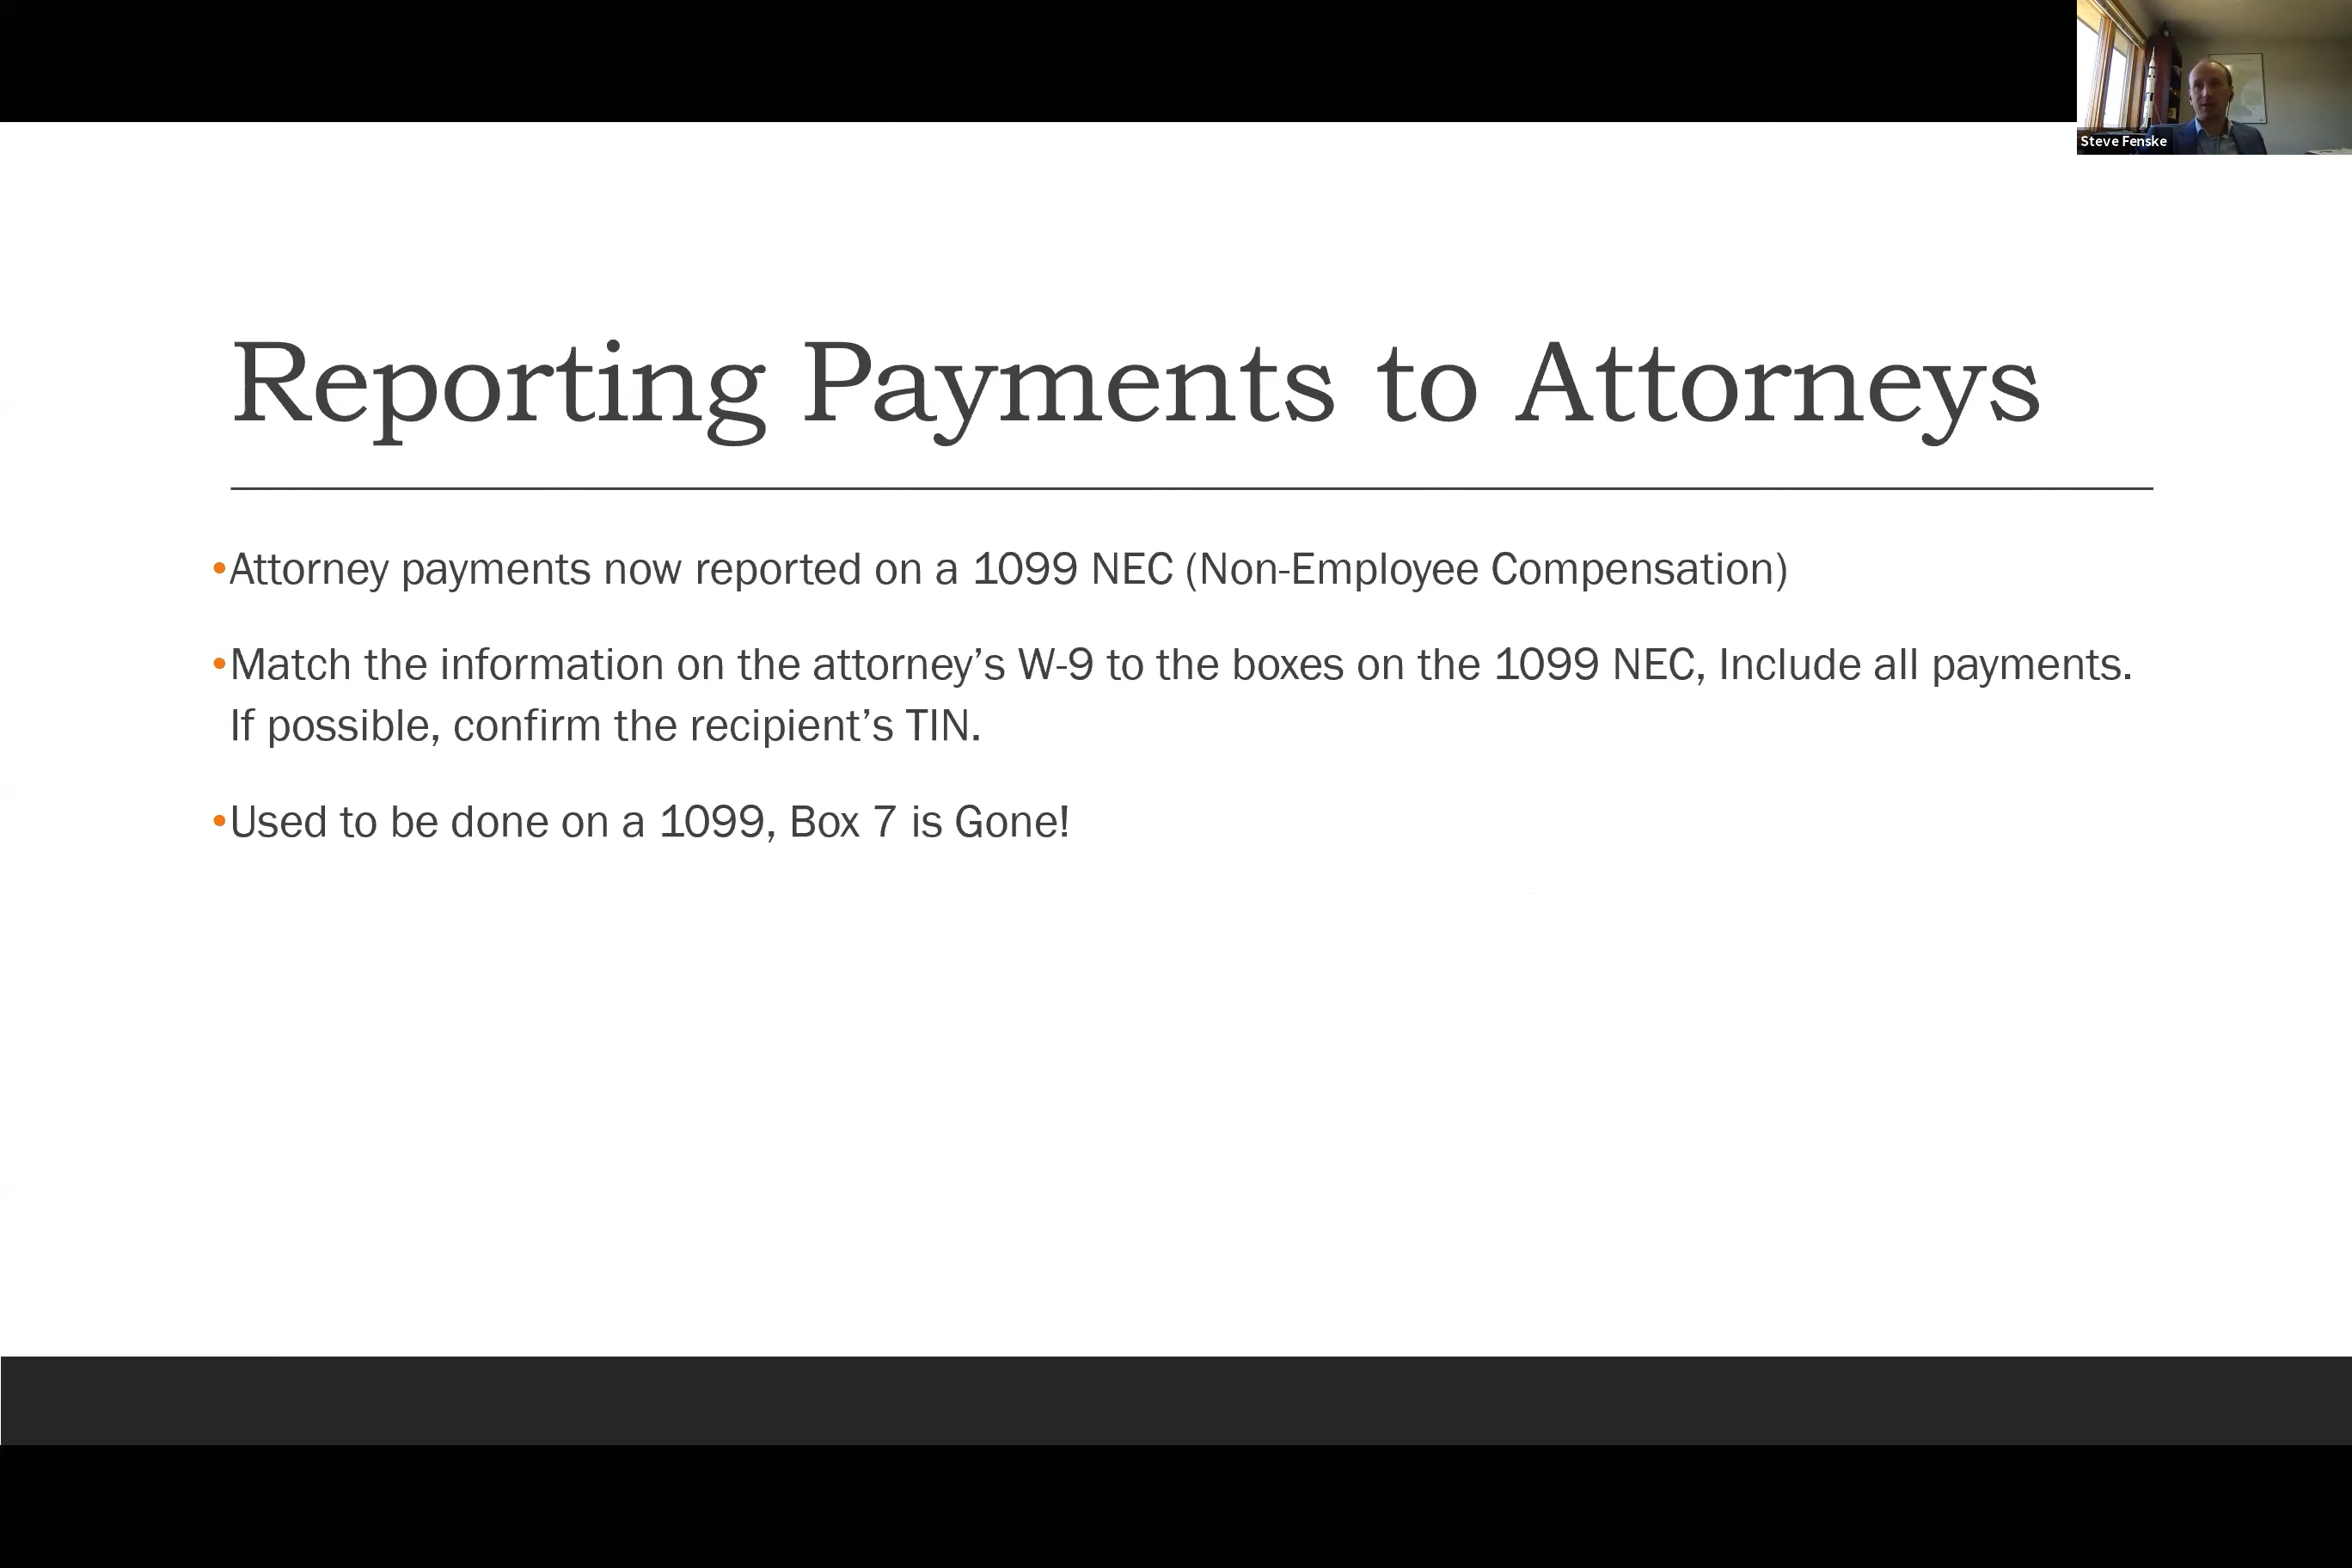 Steve Fenske
Reporting Payments to Attorneys
•Attorney payments now reported on a 1099 NEC (Non-Employee Compensation)
•Match the information on the attorney’s W-9 to the boxes on the 1099 NEC, Include all payments.
If possible, confirm the recipient’s TIN.
•Used to be done on a 1099, Box 7 is Gone!